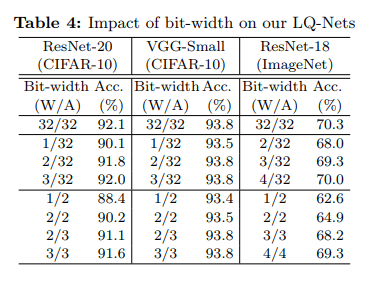 Table 4: Impact of bit-width on our LQ-Nets
ResNet-20 VGG-Small ResNet-18
(CIFAR-10) (CIFAR-10) (ImageNet)
Bit-width Acc. Bit-width Acc. Bit-width Acc.
(W/A) (%) (W/A) (%) (W/A) (%)
32/32 92.1 32/32 93.8 32/32 70.3
1/32 90.1 1/32 93.5 2/32 68.0
2/32 91.8 2/32 93.8 3/32 69.3
3/32 92.0 3/32 93.8 4/32 70.0
1/2 88.4 1/2 93.4 1/2 62.6
2/2 90.2 2/2 93.5 2/2 64.9
2/3 91.1 2/3 93.8 3/3 68.2
3/3 91.6 3/3 93.8 4/4 69.3